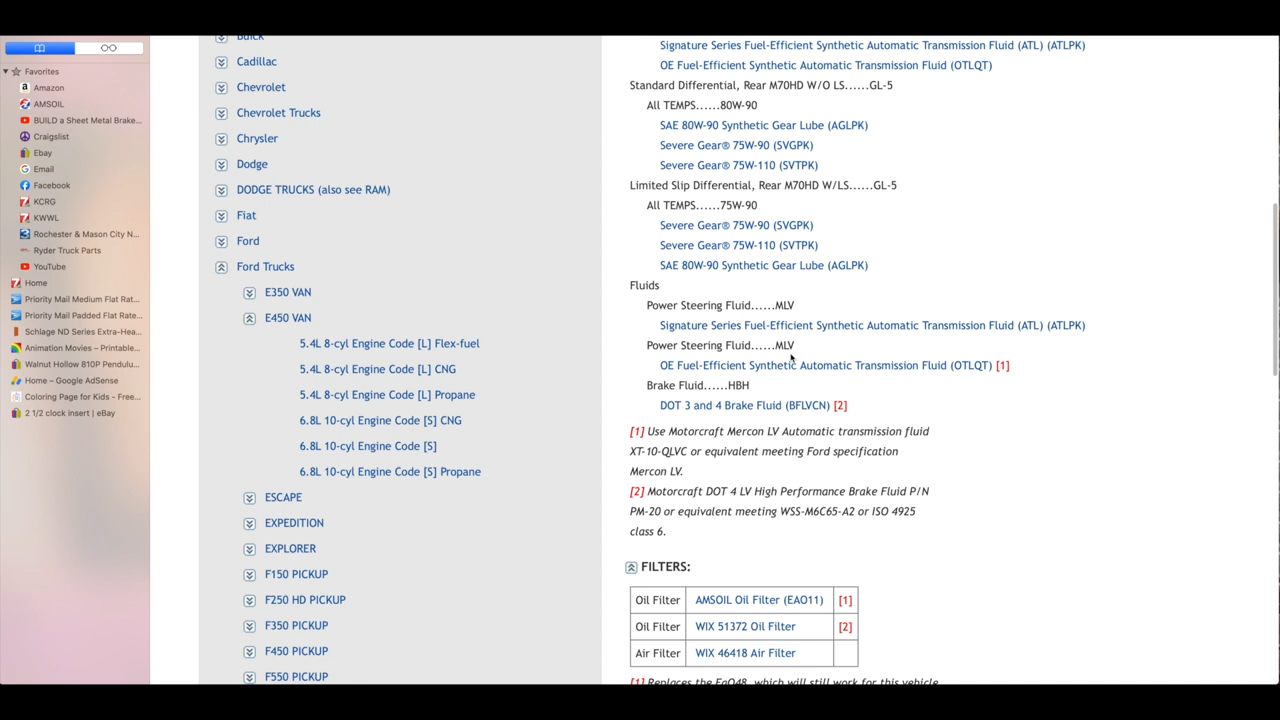 Favorites
Amazon
AMSOIL
BUILD a Sheet Metal Brake...
Craigslist
Ebay
Email
Facebook
KCRG
KWWL
Rochester & Mason City N...
Ryder Truck Parts
YouTube
Home
Priority Mail Medium Flat Rat...
Priority Mail Padded Flat Rate...
Schlage ND Series Extra-Hea...
Animation Movies – Printable...
Walnut Hollow 810P Pendulu...
Home – Google AdSense
Coloring Page for Kids - Free...
2 1/2 clock insert | eBay
Buick
Cadillac
Chevrolet
Chevrolet Trucks
Chrysler
Dodge
DODGE TRUCKS (also see RAM)
Fiat
Ford
Ford Trucks
E350 VAN
E450 VAN
5.4L 8-cyl Engine Code [L] Flex-fuel
5.4L 8-cyl Engine Code [L] CNG
5.4L 8-cyl Engine Code [L] Propane
6.8L 10-cyl Engine Code [S] CNG
6.8L 10-cyl Engine Code [S]
6.8L 10-cyl Engine Code [S] Propane
ESCAPE
EXPEDITION
EXPLORER
F150 PICKUP
F250 HD PICKUP
F350 PICKUP
F450 PICKUP
F550 PICKUP
Signature Series Fuel-Efficient Synthetic Automatic Transmission Fluid (ATL) (ATLPK)
OE Fuel-Efficient Synthetic Automatic Transmission Fluid (OTLQT)
Standard Differential, Rear M70HD W/O LS......GL-5
All TEMPS......80W-90
SAE 80W-90 Synthetic Gear Lube (AGLPK)
Severe Gear® 75W-90 (SVGPK)
Severe Gear® 75W-110 (SVTPK)
Limited Slip Differential, Rear M70HD W/LS......GL-5
All TEMPS......75W-90
Severe Gear® 75W-90 (SVGPK)
Severe Gear® 75W-110 (SVTPK)
SAE 80W-90 Synthetic Gear Lube (AGLPK)
Fluids
Power Steering Fluid......MLV
Signature Series Fuel-Efficient Synthetic Automatic Transmission Fluid (ATL) (ATLPK)
Power Steering Fluid......MLV
OE Fuel-Efficient Synthetic Automatic Transmission Fluid (OTLQT) [1]
Brake Fluid......HBH
DOT 3 and 4 Brake Fluid (BFLVCN) [2]
[1] Use Motorcraft Mercon LV Automatic transmission fluid
XT-10-QLVC or equivalent meeting Ford specification
Mercon LV.
[2] Motorcraft DOT 4 LV High Performance Brake Fluid P/N
PM-20 or equivalent meeting WSS-M6C65-A2 or ISO 4925
class 6.
FILTERS:
Oil Filter AMSOIL Oil Filter (EAO11) [1]
Oil Filter WIX 51372 Oil Filter [2]
Air Filter WIX 46418 Air Filter
[1] Replaces the EaO48, which will still work for this vehicle